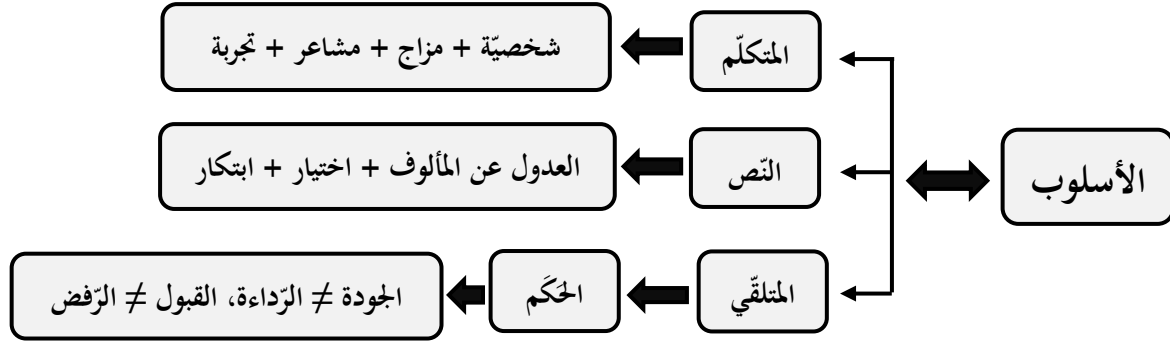 الأسلوب
المتكلّم
شخصيّة + مزاج + مشاعر + تجربة
النّص
العدول عن المألوف + اختيار + ابتكار
المتلقّي
الحَكَم
الجودة ≠ الرّداءة، القبول ≠ الرّفض